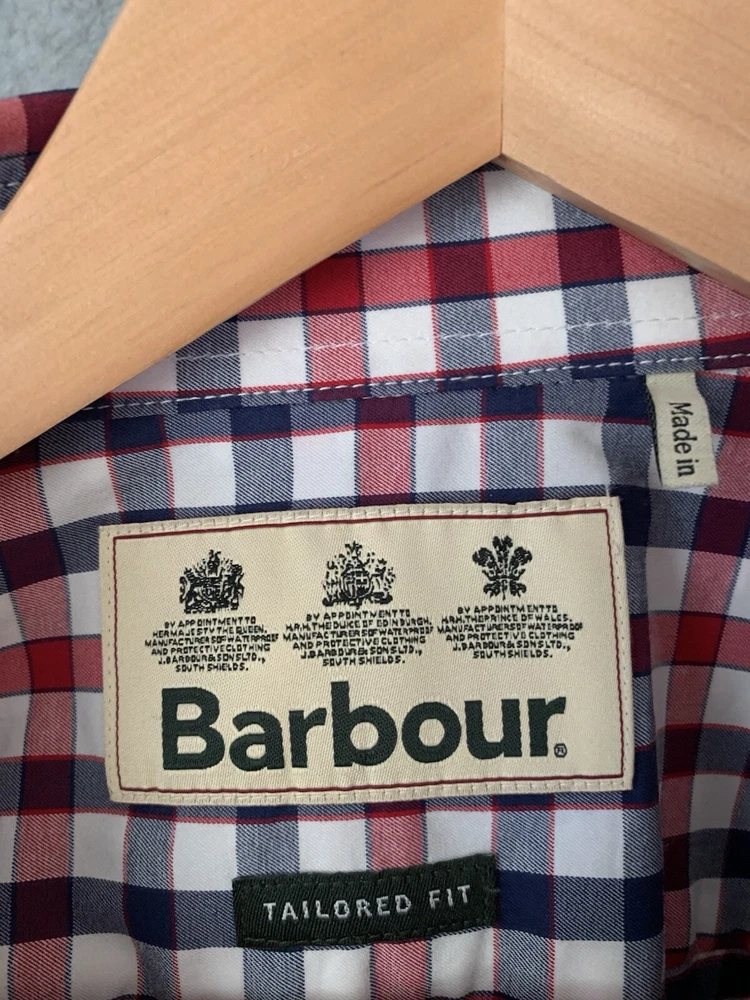 Made in
BY APPOINTMENT TO
HER MAJESTY THE QUEEN.
MANUFACTURERS OF WATERPROOF
AND PROTECTIVE CLOTHING
J.BARBOUR & SONS LTD.,
SOUTH SHIELDS.
BY APPOINTMENT TO
H.R.H. THE DUKE OF EDINBURGH.
MANUFACTURERS OF WATERPROOF
AND PROTECTIVE CLOTHING
J.BARBOUR & SONS LTD.,
SOUTH SHIELDS.
BY APPOINTMENT TO
H.R.H. THE PRINCE OF WALES.
MANUFACTURERS OF WATERPROOF
AND PROTECTIVE CLOTHING
J.BARBOUR & SONS LTD.,
SOUTH SHIELDS.
Barbour®
TAILORED FIT